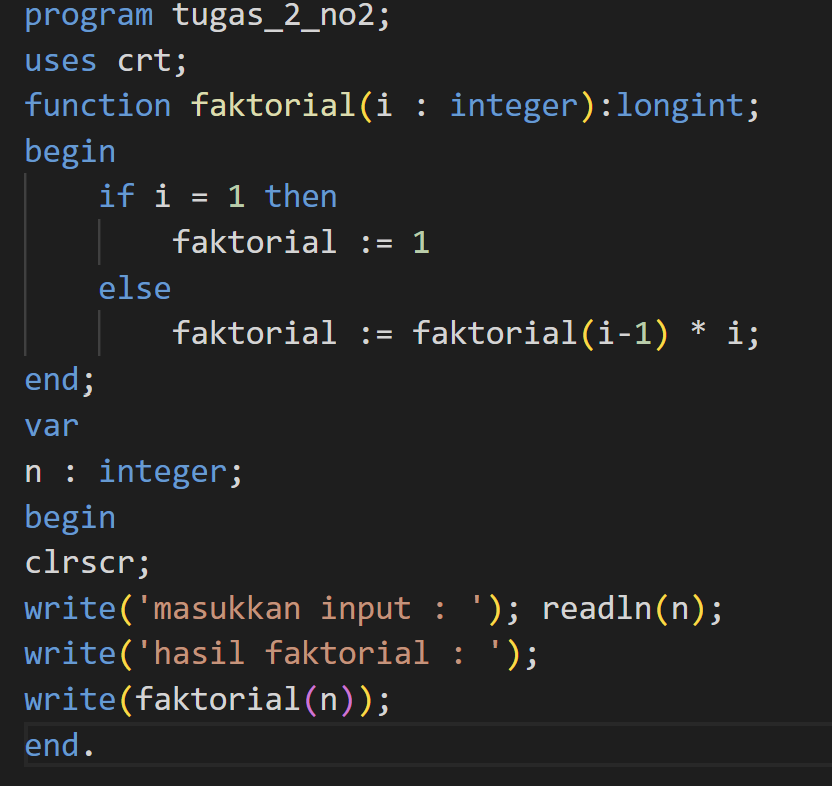 program tugas_2_no2;
uses crt;
function faktorial(i : integer):longint;
begin
    if i = 1 then
        faktorial := 1
    else
        faktorial := faktorial(i-1) * i;
end;
var
n : integer;
begin
clrscr;
write('masukkan input : '); readln(n);
write('hasil faktorial : ');
write(faktorial(n));
end.